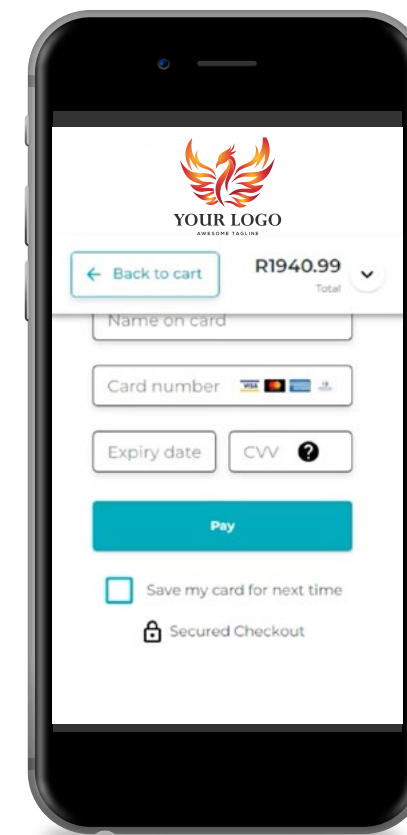 YOUR LOGO
AWESOME TAGLINE
Back to cart
R1940.99
Total
Name on card
Card number VISA
Expiry date
CVV ?
Pay
Save my card for next time
Secured Checkout